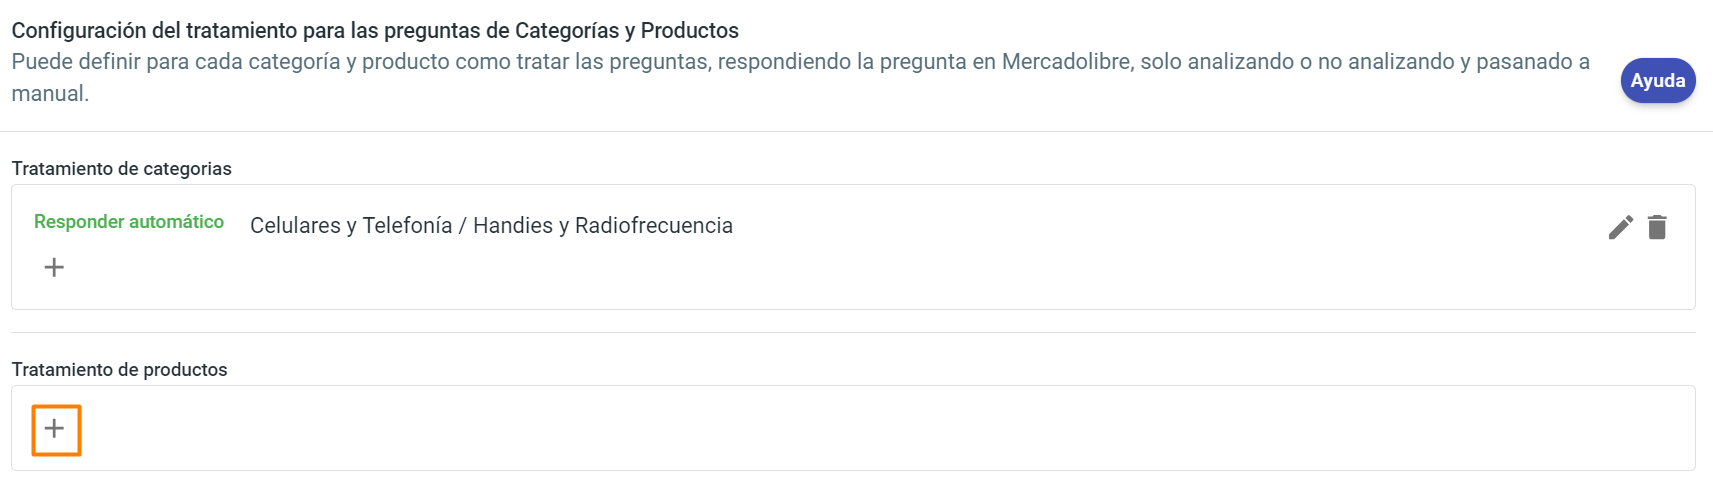 Configuración del tratamiento para las preguntas de Categorías y Productos
Puede definir para cada categoría y producto como tratar las preguntas, respondiendo la pregunta en Mercadolibre, solo analizando o no analizando y pasanado a
manual.
Ayuda
Tratamiento de categorias
Responder automático Celulares y Telefonía / Handies y Radiofrecuencia
Tratamiento de productos